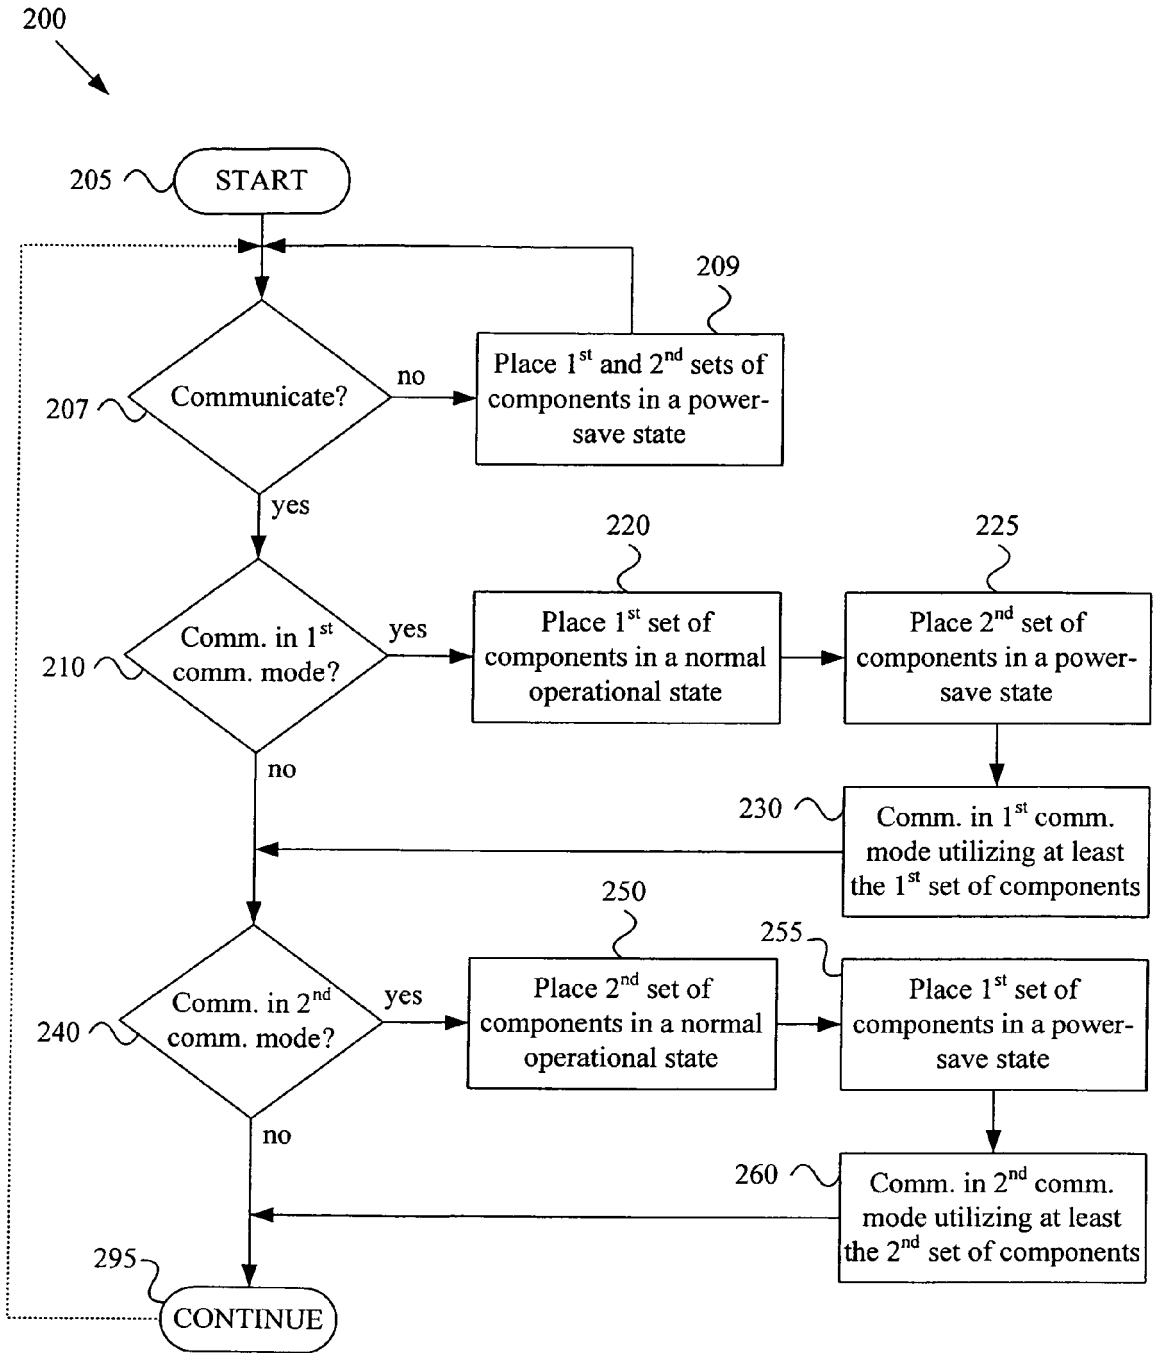 200
205
START
209
Communicate?
no
Place 1st and 2nd sets of
components in a power-
save state
207
yes
220
225
Comm. in 1st
comm. mode?
yes
Place 1st set of
components in a normal
operational state
Place 2nd set of
components in a power-
save state
210
no
230
Comm. in 1st comm.
mode utilizing at least
the 1st set of components
250
255
Comm. in 2nd
comm. mode?
yes
Place 2nd set of
components in a normal
operational state
Place 1st set of
components in a power-
save state
240
no
260
Comm. in 2nd comm.
mode utilizing at least
the 2nd set of components
295
CONTINUE